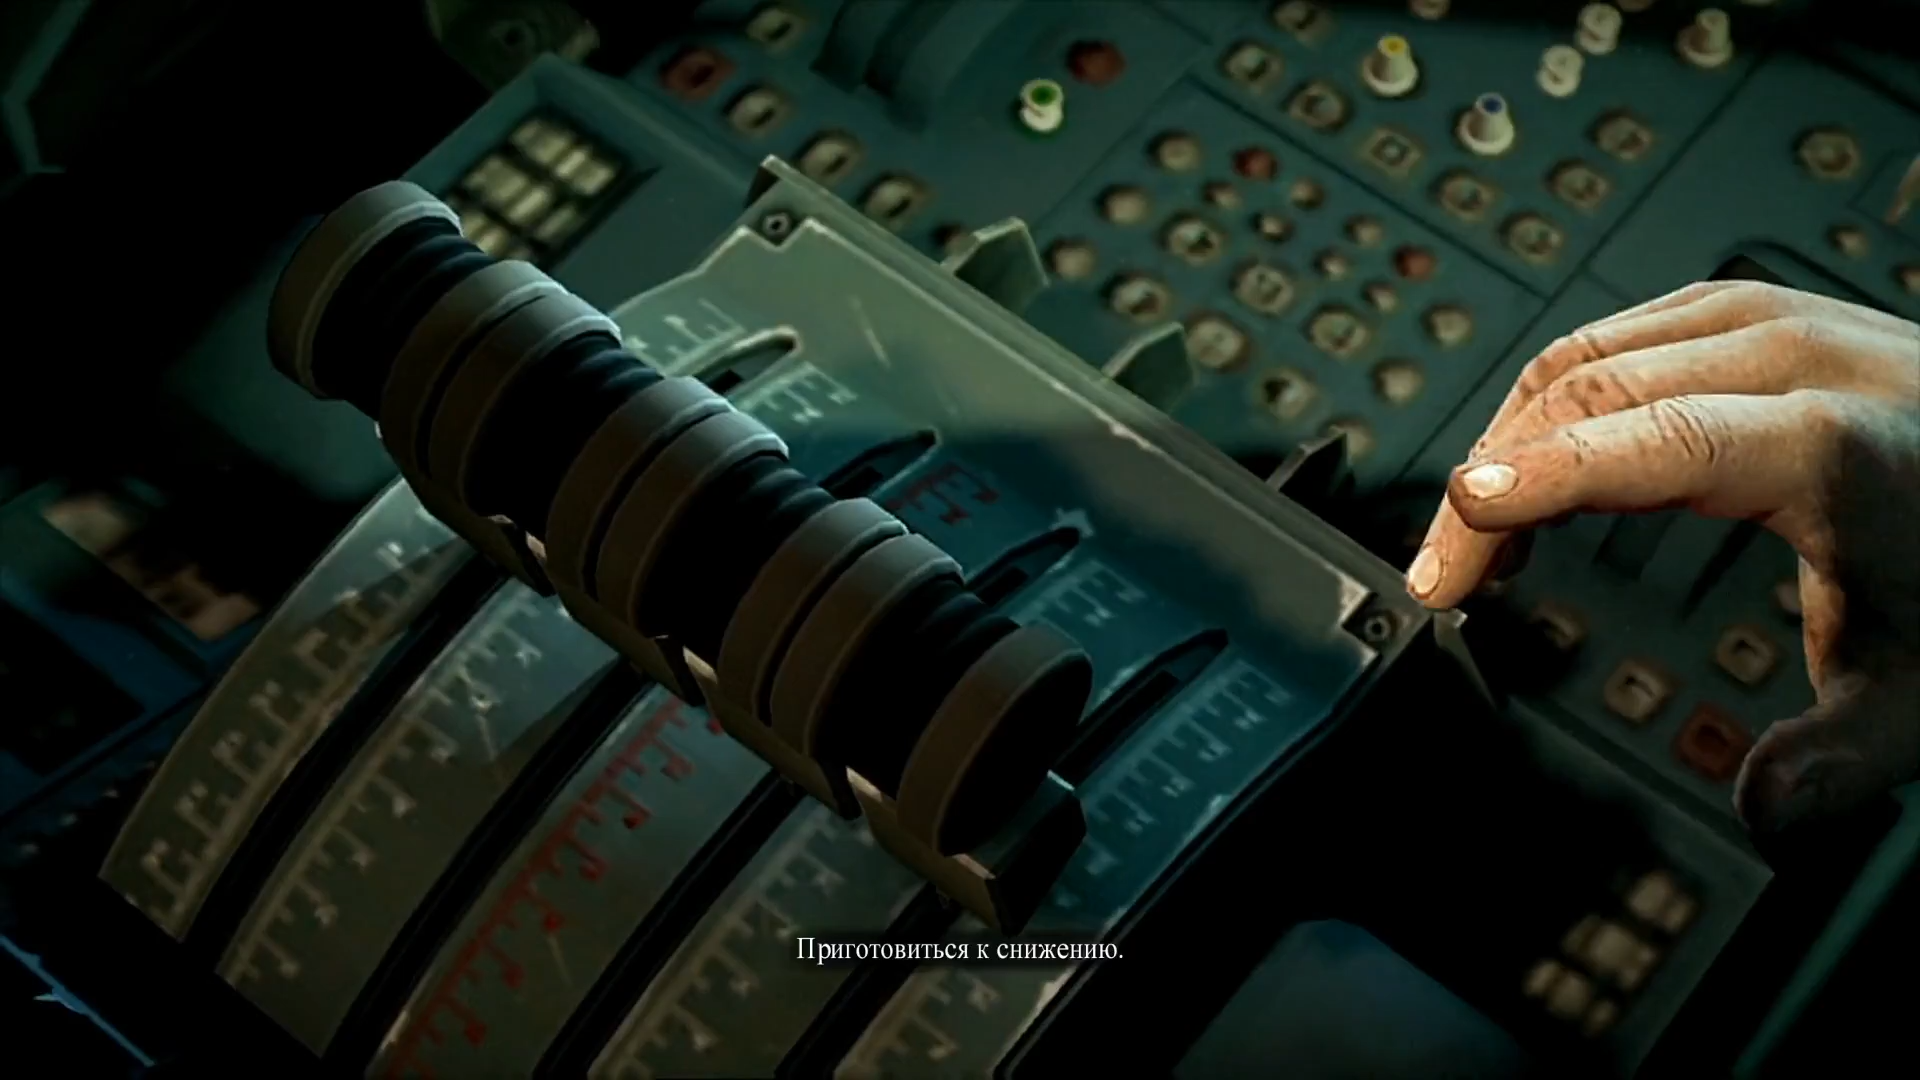 Приготовиться к снижению.